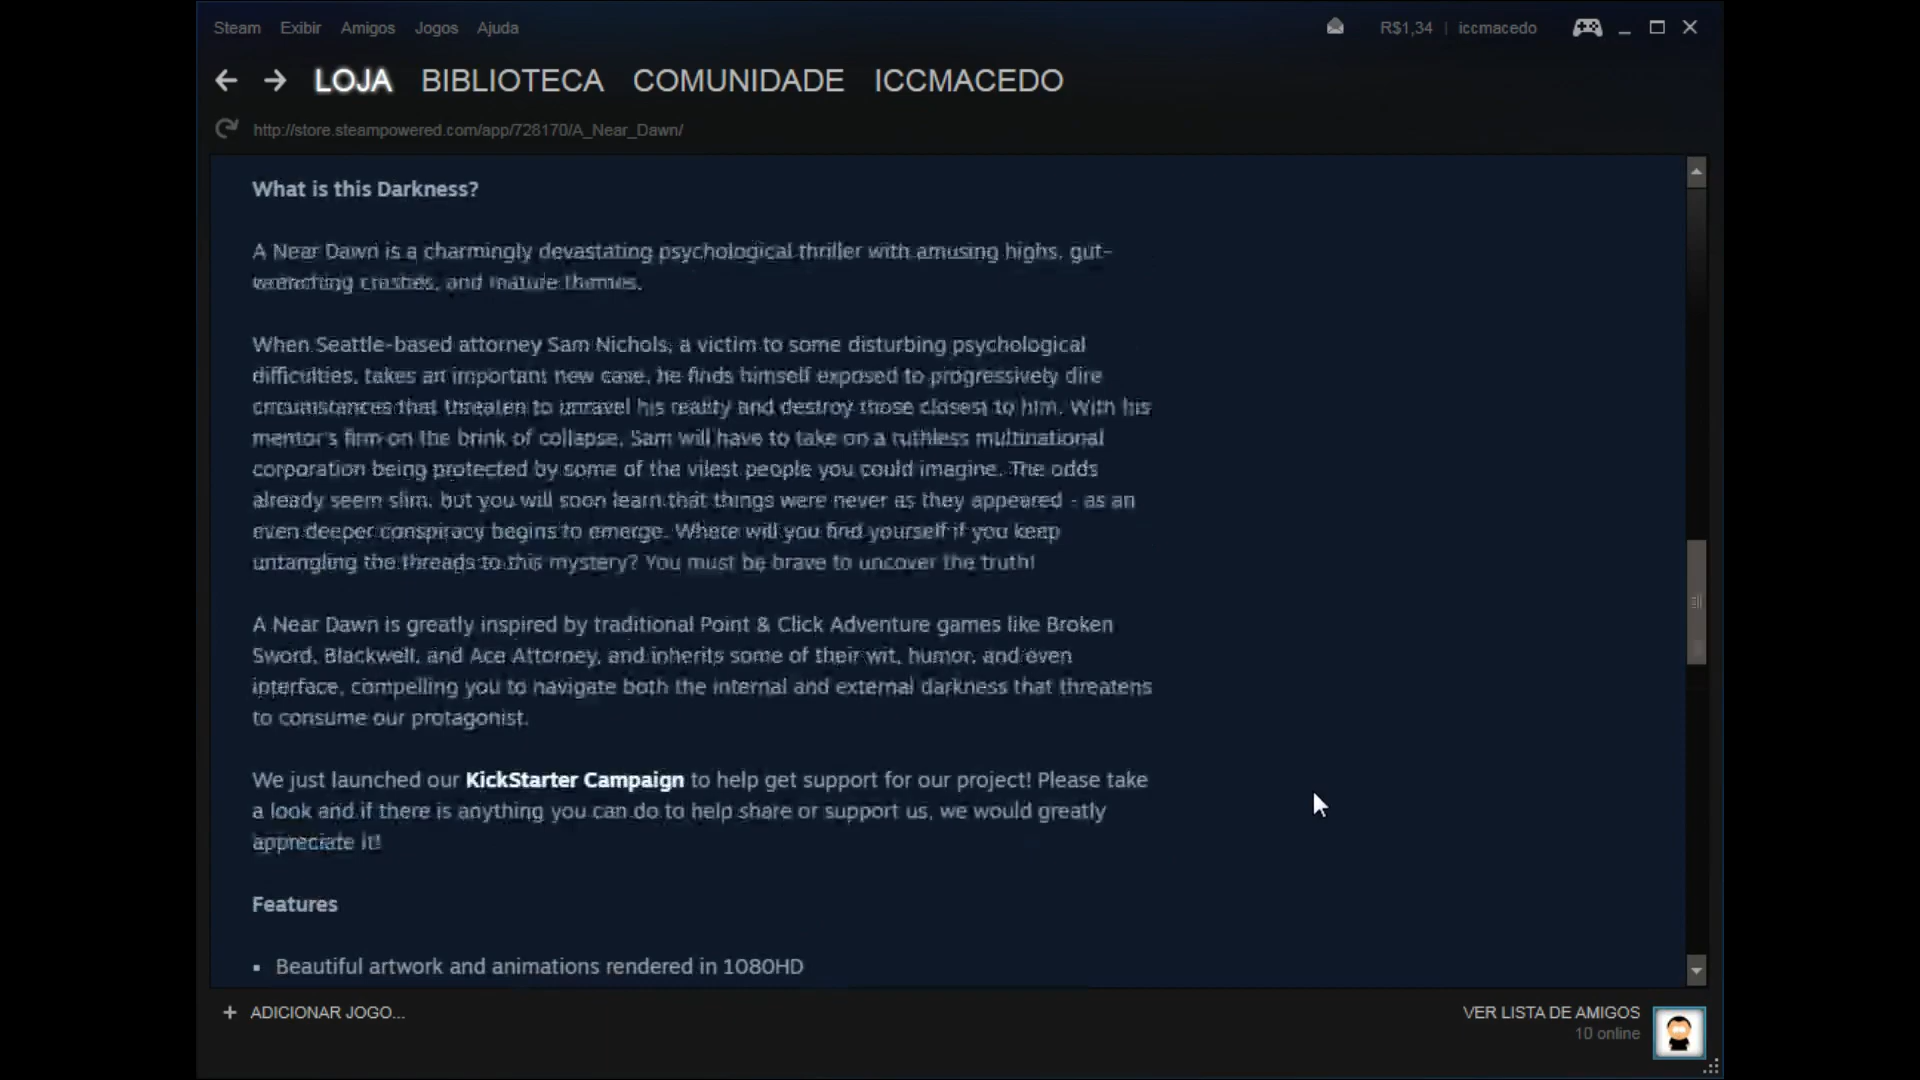 Steam Exibir Amigos Jogos Ajuda
R$1,34 | iccmacedo
LOJA BIBLIOTECA COMUNIDADE ICCMACEDO
http://store.steampowered.com/app/728170/A_Near_Dawn/
What is this Darkness?
A Near Dawn is a charmingly devastating psychological thriller with amusing highs, gut-
wrenching crashes, and mature themes.
When Seattle-based attorney Sam Nichols, a victim to some disturbing psychological
difficulties, takes an important new case, he finds himself exposed to progressively dire
circumstances that threaten to unravel his reality and destroy those closest to him. With his
mentor's firm on the brink of collapse, Sam will have to take on a ruthless multinational
corporation being protected by some of the vilest people you could imagine. The odds
already seem slim, but you will soon learn that things were never as they appeared - as an
even deeper conspiracy begins to emerge. Where will you find yourself if you keep
untangling the threads to this mystery? You must be brave to uncover the truth!
A Near Dawn is greatly inspired by traditional Point & Click Adventure games like Broken
Sword, Blackwell, and Ace Attorney, and inherits some of their wit, humor, and even
interface, compelling you to navigate both the internal and external darkness that threatens
to consume our protagonist.
We just launched our KickStarter Campaign to help get support for our project! Please take
a look and if there is anything you can do to help share or support us, we would greatly
appreciate it!
Features
▪ Beautiful artwork and animations rendered in 1080HD
+ ADICIONAR JOGO...
VER LISTA DE AMIGOS
10 online